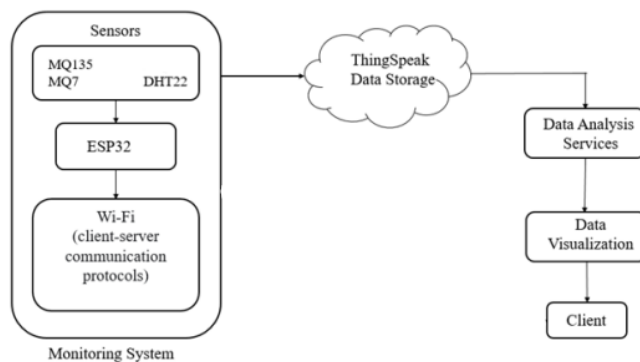 Sensors
MQ135
MQ7 DHT22
ESP32
Wi-Fi
(client-server
communication
protocols)
Monitoring System
ThingSpeak
Data Storage
Data Analysis
Services
Data
Visualization
Client